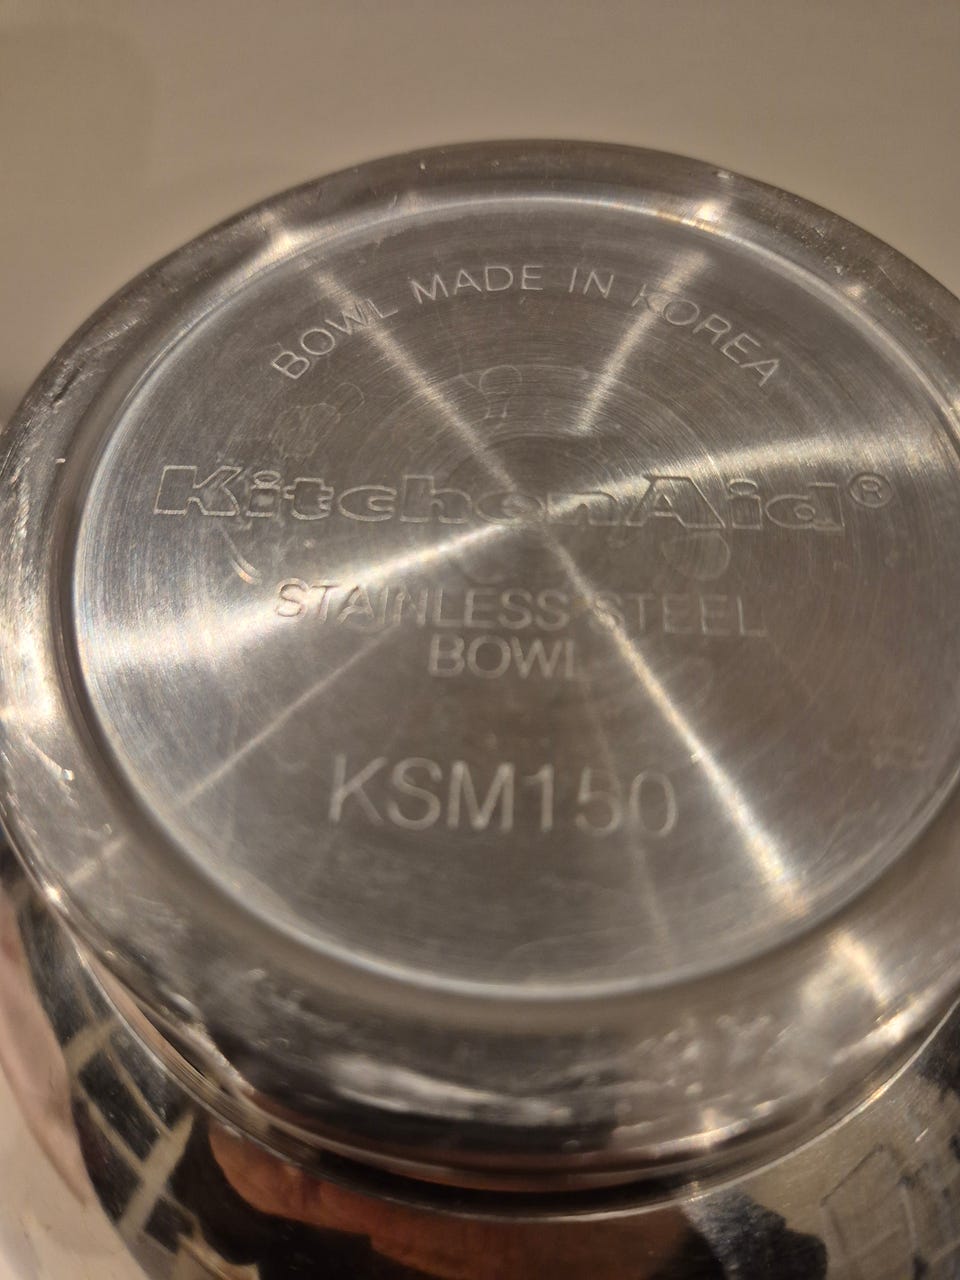 BOWL MADE IN KOREA
KitchenAid®
STAINLESS STEEL
BOWL
KSM150